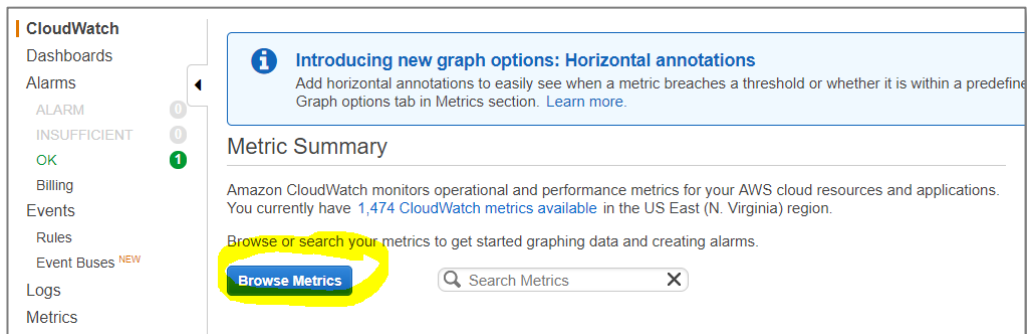 CloudWatch
Dashboards
Alarms
ALARM 0
INSUFFICIENT 0
OK 1
Billing
Events
Rules
Event Buses NEW
Logs
Metrics
Introducing new graph options: Horizontal annotations
Add horizontal annotations to easily see when a metric breaches a threshold or whether it is within a predefine
Graph options tab in Metrics section. Learn more.
Metric Summary
Amazon CloudWatch monitors operational and performance metrics for your AWS cloud resources and applications.
You currently have 1,474 CloudWatch metrics available in the US East (N. Virginia) region.
Browse or search your metrics to get started graphing data and creating alarms.
Browse Metrics
Search Metrics